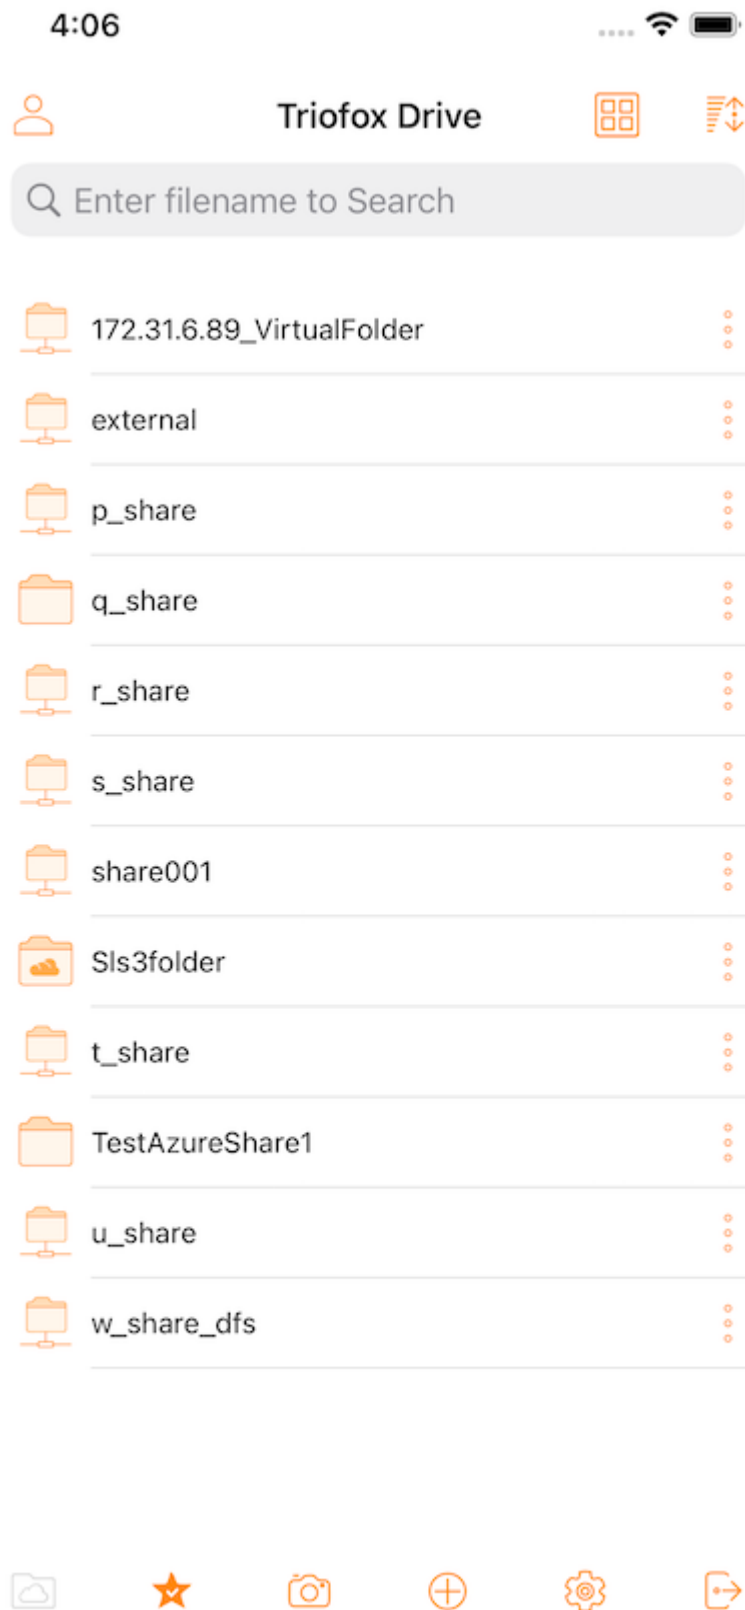 4:06
Triofox Drive
Enter filename to Search
172.31.6.89_VirtualFolder
external
p_share
q_share
r_share
s_share
share001
Sls3folder
t_share
TestAzureShare1
u_share
w_share_dfs